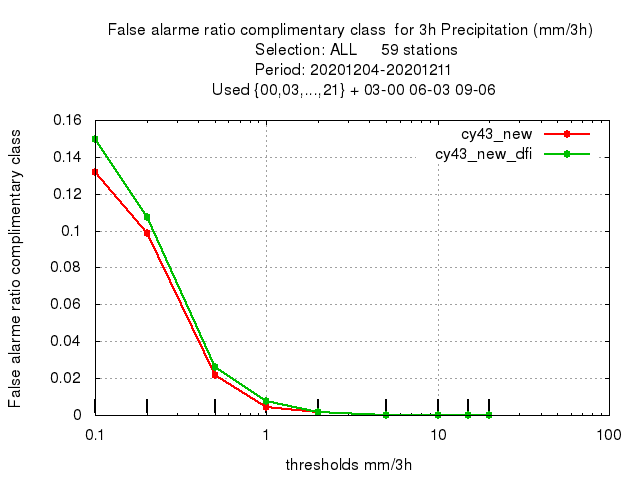 False alarme ratio complimentary class  for 3h Precipitation (mm/3h)
Selection: ALL     59 stations
Period: 20201204-20201211
Used {00,03,...,21} + 03-00 06-03 09-06
cy43_new
cy43_new_dfi
False alarme ratio complimentary class
0.16
0.14
0.12
0.1
0.08
0.06
0.04
0.02
0
0.1 1 10 100
thresholds mm/3h